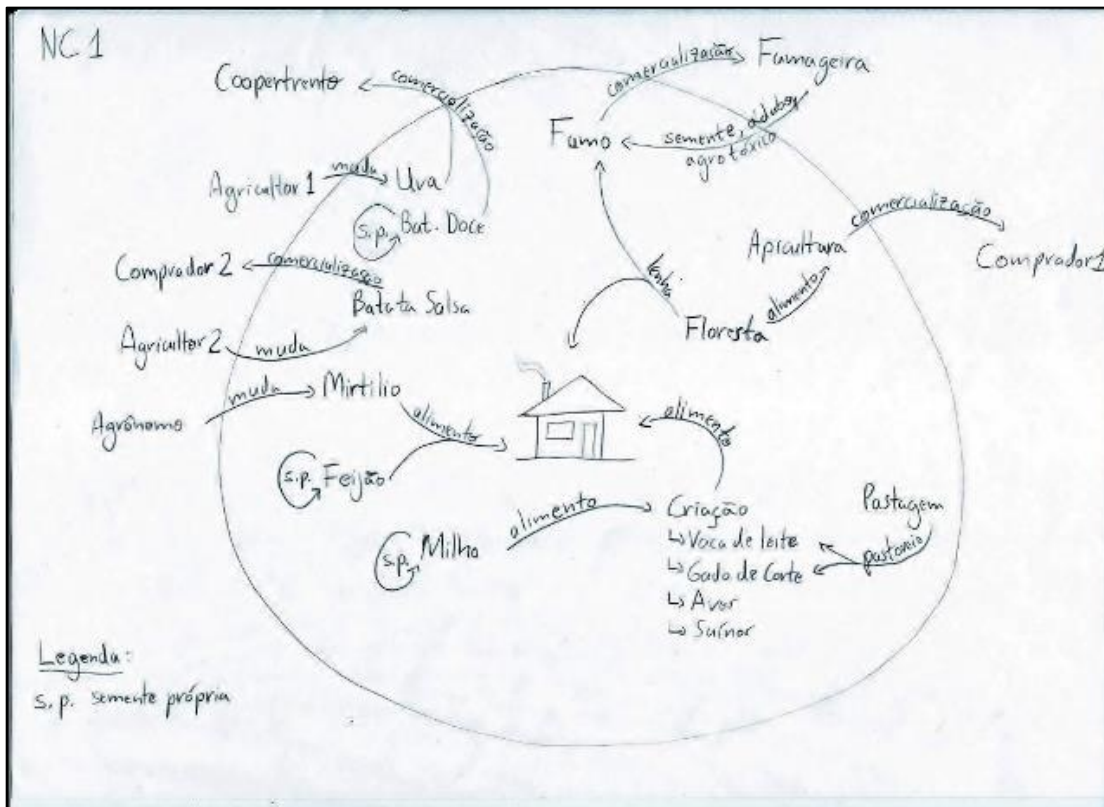 NC 1
Coopertrento
comercialização
comercialização
Fumageira
Fumo
semente, adubos
agrotóxico
Agricultor 1
muda
Uva
s.p.
Bat. Doce
Apicultura
comercialização
Comprador 1
Comprador 2
comercialização
Batata Salsa
lenha
Floresta
alimento
Agricultor 2
muda
Agrônomo
muda
Mirtilio
alimento
alimento
s.p.
Feijão
alimento
Criação
Pastagem
s.p.
Milho
↳ Vaca de leite
pastoreio
↳ Gado de Corte
↳ Aves
↳ Suínos
Legenda:
s.p. semente própria